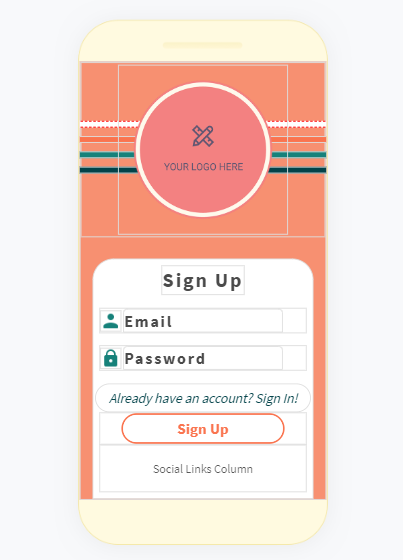 YOUR LOGO HERE
Sign Up
Email
Password
Already have an account? Sign In!
Sign Up
Social Links Column